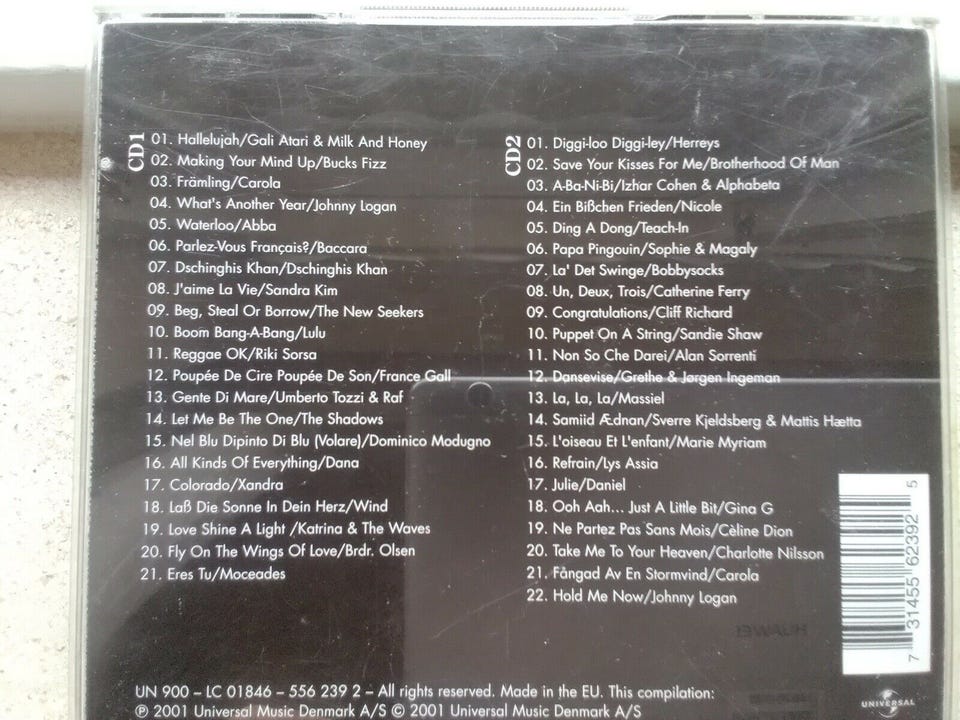 CD1
01. Hallelujah/Gali Atari & Milk And Honey
02. Making Your Mind Up/Bucks Fizz
03. Främling/Carola
04. What's Another Year/Johnny Logan
05. Waterloo/Abba
06. Parlez-Vous Français?/Baccara
07. Dschinghis Khan/Dschinghis Khan
08. J'aime La Vie/Sandra Kim
09. Beg, Steal Or Borrow/The New Seekers
10. Boom Bang-A-Bang/Lulu
11. Reggae OK/Riki Sorsa
12. Poupée De Cire Poupée De Son/France Gall
13. Gente Di Mare/Umberto Tozzi & Raf
14. Let Me Be The One/The Shadows
15. Nel Blu Dipinto Di Blu (Volare)/Dominico Modugno
16. All Kinds Of Everything/Dana
17. Colorado/Xandra
18. Laß Die Sonne In Dein Herz/Wind
19. Love Shine A Light /Katrina & The Waves
20. Fly On The Wings Of Love/Brdr. Olsen
21. Eres Tu/Moceades
CD2
01. Diggi-loo Diggi-ley/Herreys
02. Save Your Kisses For Me/Brotherhood Of Man
03. A-Ba-Ni-Bi/Izhar Cohen & Alphabeta
04. Ein Bißchen Frieden/Nicole
05. Ding A Dong/Teach-In
06. Papa Pingouin/Sophie & Magaly
07. La' Det Swinge/Bobbysocks
08. Un, Deux, Trois/Catherine Ferry
09. Congratulations/Cliff Richard
10. Puppet On A String/Sandie Shaw
11. Non So Che Darei/Alan Sorrenti
12. Dansevise/Grethe & Jørgen Ingeman
13. La, La, La/Massiel
14. Samiid Ædnan/Sverre Kjeldsberg & Mattis Hætta
15. L'oiseau Et L'enfant/Marie Myriam
16. Refrain/Lys Assia
17. Julie/Daniel
18. Ooh Aah... Just A Little Bit/Gina G
19. Ne Partez Pas Sans Mois/Cèline Dion
20. Take Me To Your Heaven/Charlotte Nilsson
21. Fångad Av En Stormvind/Carola
22. Hold Me Now/Johnny Logan
7 31455 62392 5
HUAWEI
UN 900 – LC 01846 – 556 239 2 – All rights reserved. Made in the EU. This compilation:
℗ 2001 Universal Music Denmark A/S © 2001 Universal Music Denmark A/S
UNIVERSAL